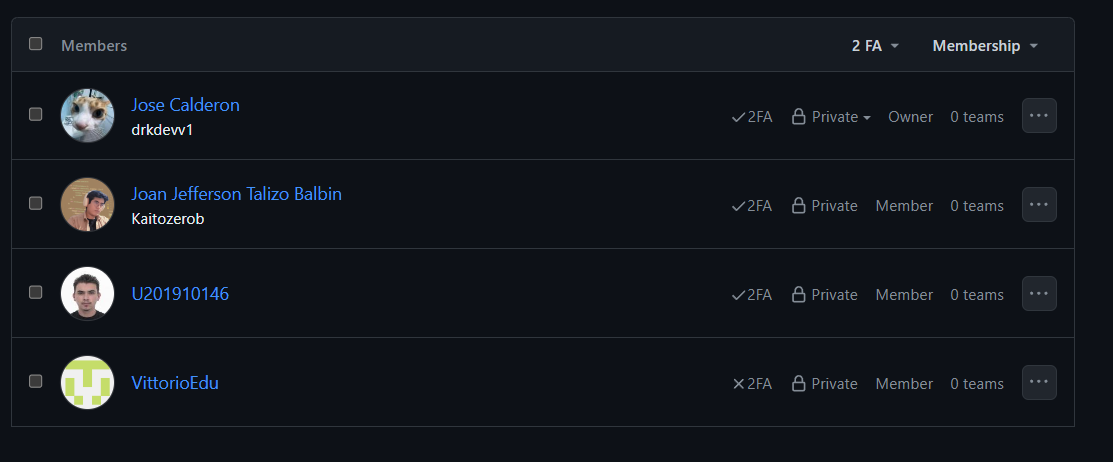 Members 2 FA Membership
Jose Calderon
drkdevv1
2FA Private Owner 0 teams
Joan Jefferson Talizo Balbin
Kaitozerob
2FA Private Member 0 teams
U201910146 2FA Private Member 0 teams
VittorioEdu 2FA Private Member 0 teams